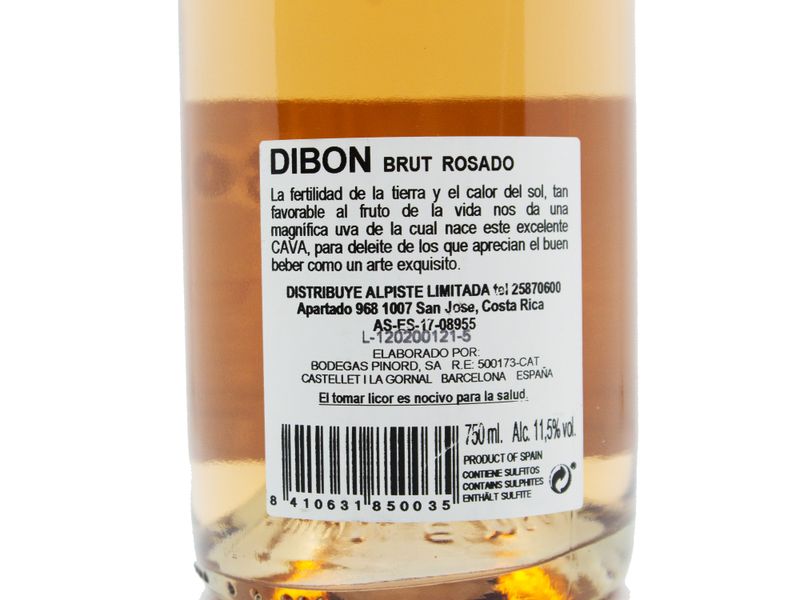 DIBON BRUT ROSADO
La fertilidad de la tierra y el calor del sol, tan
favorable al fruto de la vida nos da una
magnífica uva de la cual nace este excelente
CAVA, para deleite de los que aprecian el buen
beber como un arte exquisito.
DISTRIBUYE ALPISTE LIMITADA tel 25870600
Apartado 968 1007 San Jose, Costa Rica
AS-ES-17-08955
L-120200121-5
ELABORADO POR:
BODEGAS PINORD, SA R.E: 500173-CAT
CASTELLET I LA GORNAL BARCELONA ESPAÑA
El tomar licor es nocivo para la salud.
750 ml. Alc. 11,5% vol.
PRODUCT OF SPAIN
CONTIENE SULFITOS
CONTAINS SULPHITES
ENTHÄLT SULFITE
8 410631 850035